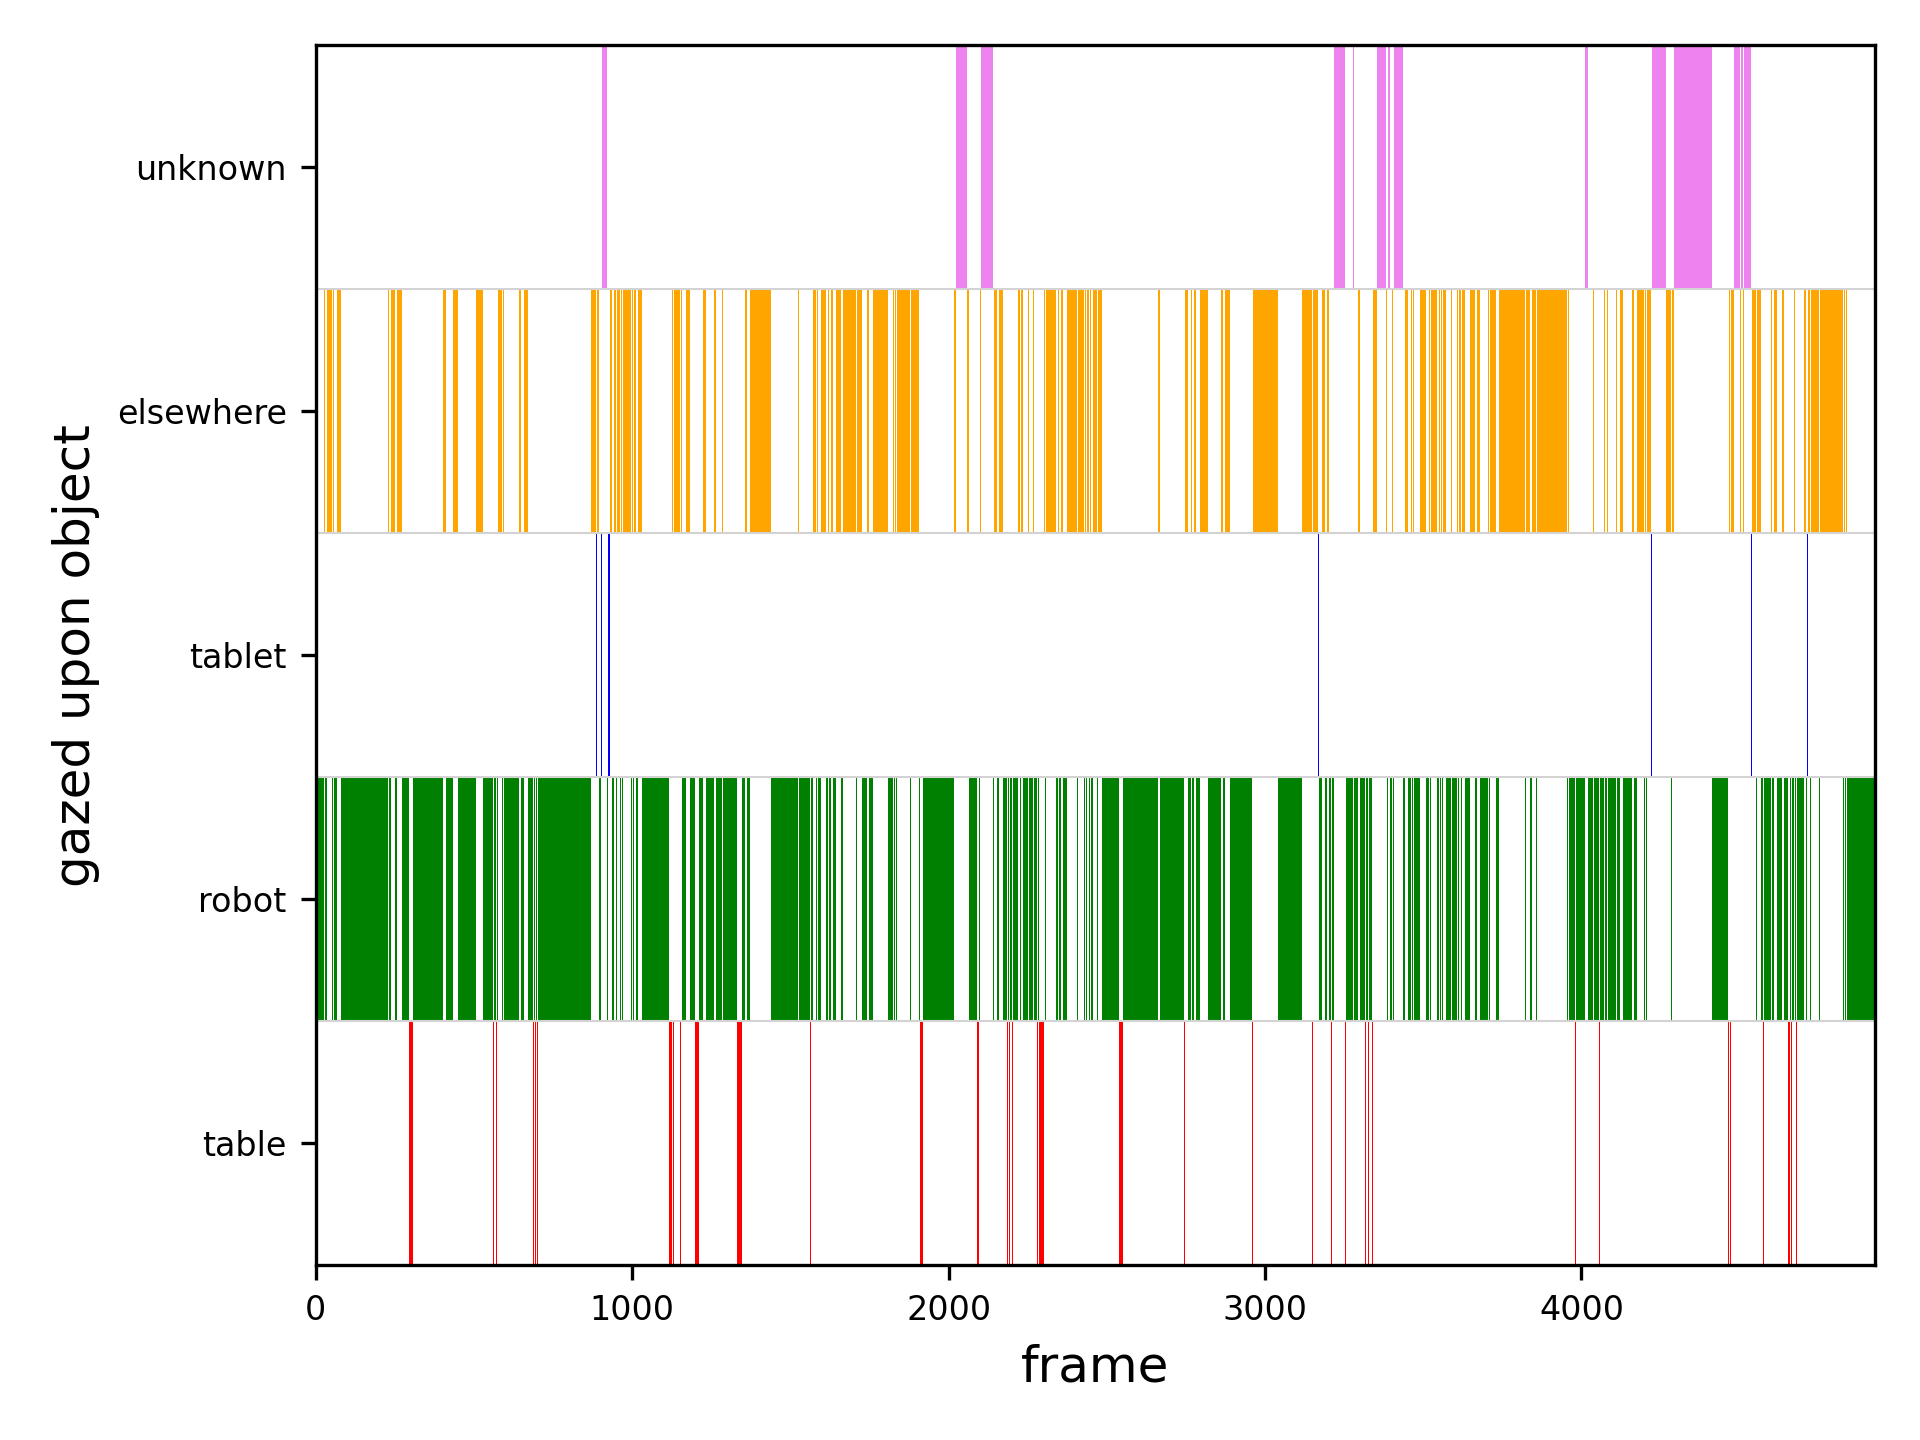 unknown
elsewhere
tablet
robot
table
gazed upon object
0 1000 2000 3000 4000
frame